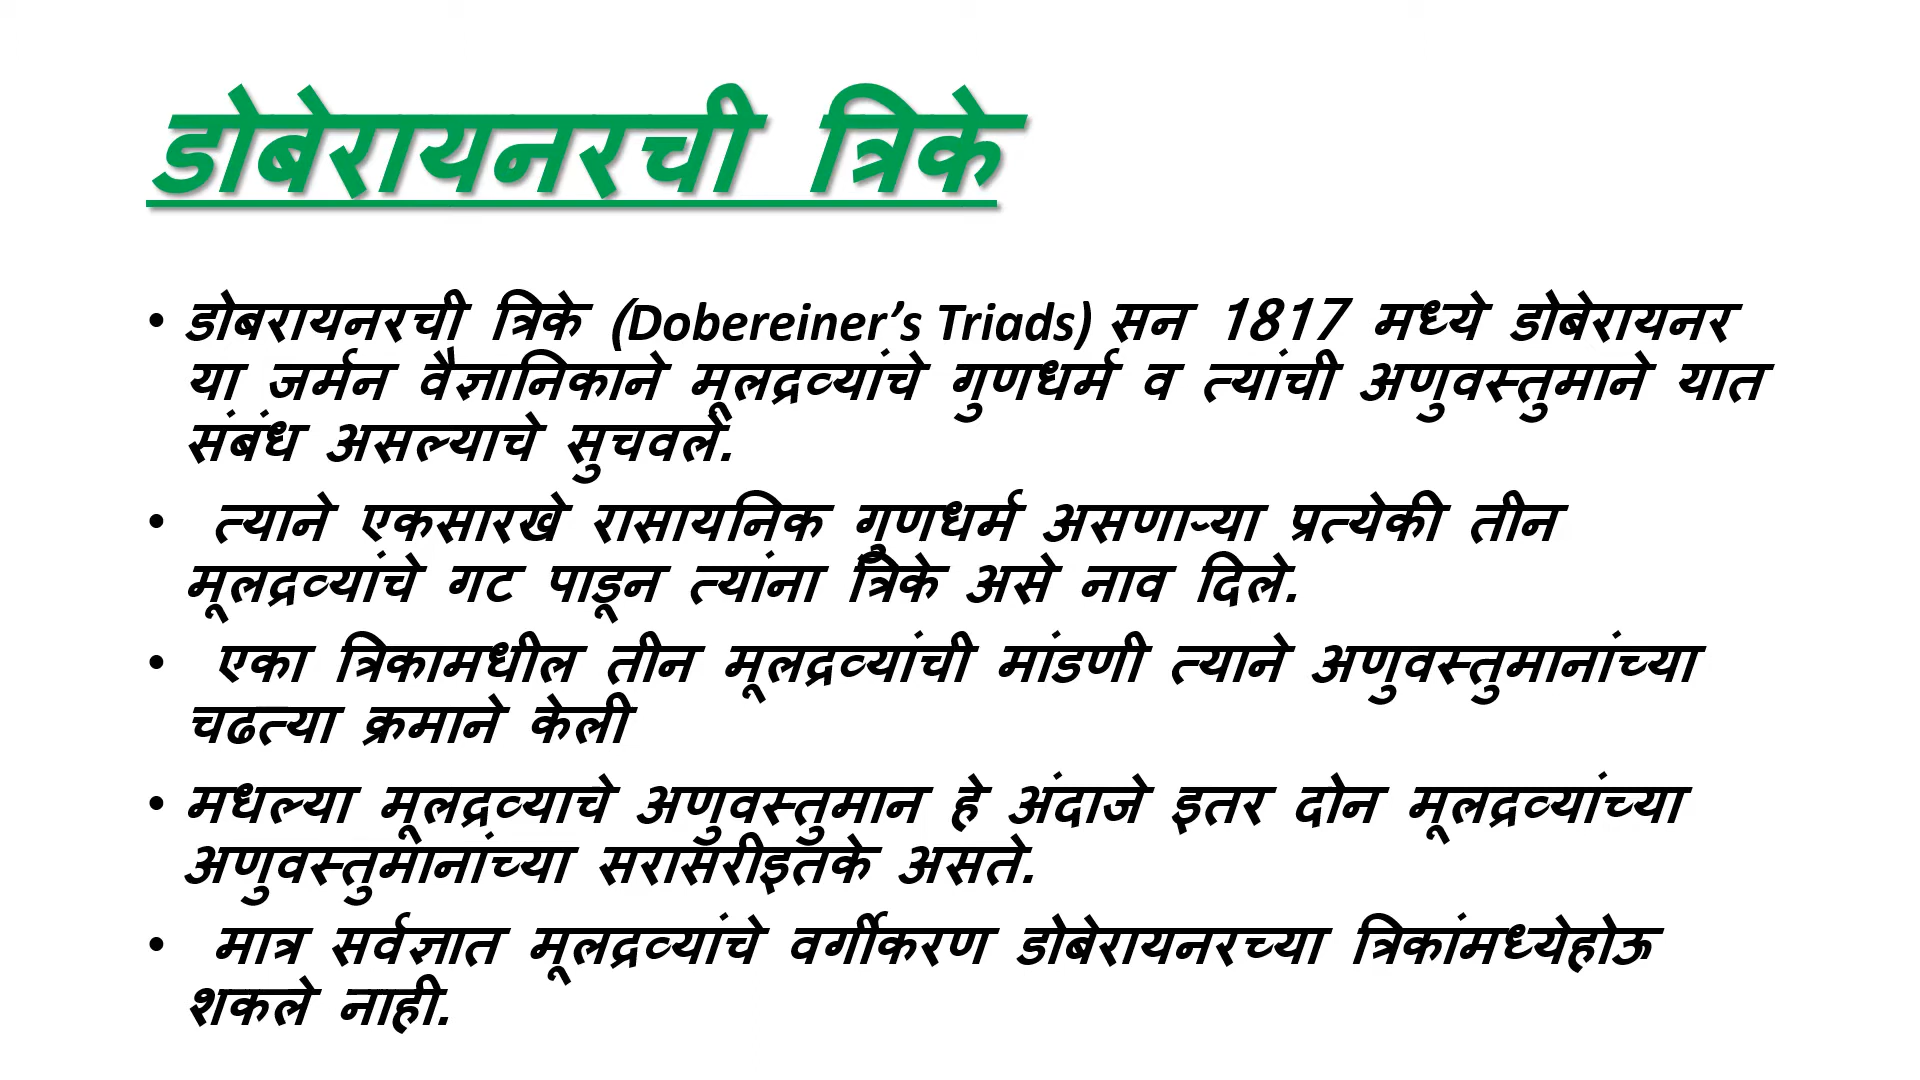 डोबेरायनरची त्रिके
• डोबरायनरची त्रिके (Dobereiner’s Triads) सन 1817 मध्ये डोबेरायनर
या जर्मन वैज्ञानिकाने मूलद्रव्यांचे गुणधर्म व त्यांची अणुवस्तुमाने यात
संबंध असल्याचे सुचवले.
• त्याने एकसारखे रासायनिक गुणधर्म असणाऱ्या प्रत्येकी तीन
मूलद्रव्यांचे गट पाडून त्यांना त्रिके असे नाव दिले.
• एका त्रिकामधील तीन मूलद्रव्यांची मांडणी त्याने अणुवस्तुमानांच्या
चढत्या क्रमाने केली
• मधल्या मूलद्रव्याचे अणुवस्तुमान हे अंदाजे इतर दोन मूलद्रव्यांच्या
अणुवस्तुमानांच्या सरासरीइतके असते.
• मात्र सर्वज्ञात मूलद्रव्यांचे वर्गीकरण डोबेरायनरच्या त्रिकांमध्येहोऊ
शकले नाही.